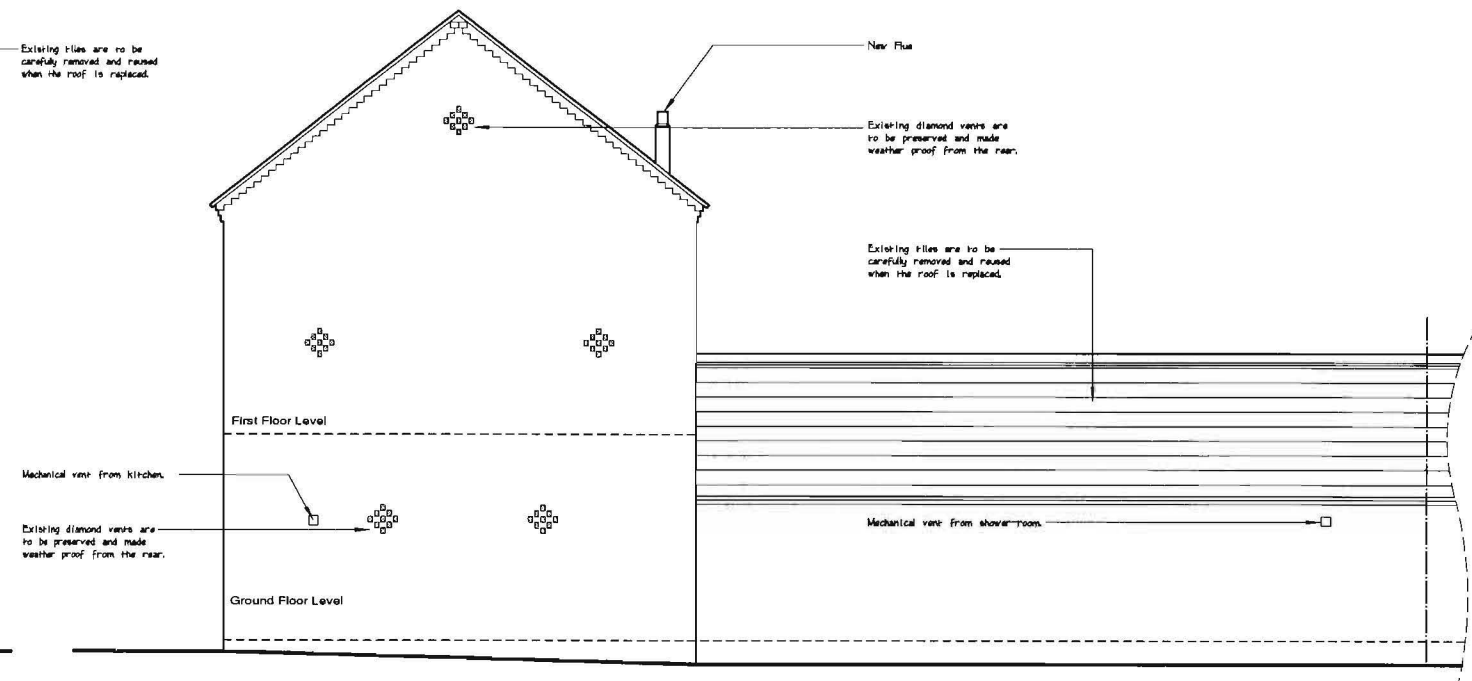 Existing tiles are to be
carefully removed and reused
when the roof is replaced.
New Flue
Existing diamond vents are
to be preserved and made
weather proof from the rear.
Existing tiles are to be
carefully removed and reused
when the roof is replaced.
First Floor Level
Mechanical vent from kitchen.
Existing diamond vents are
to be preserved and made
weather proof from the rear.
Mechanical vent from shower room.
Ground Floor Level